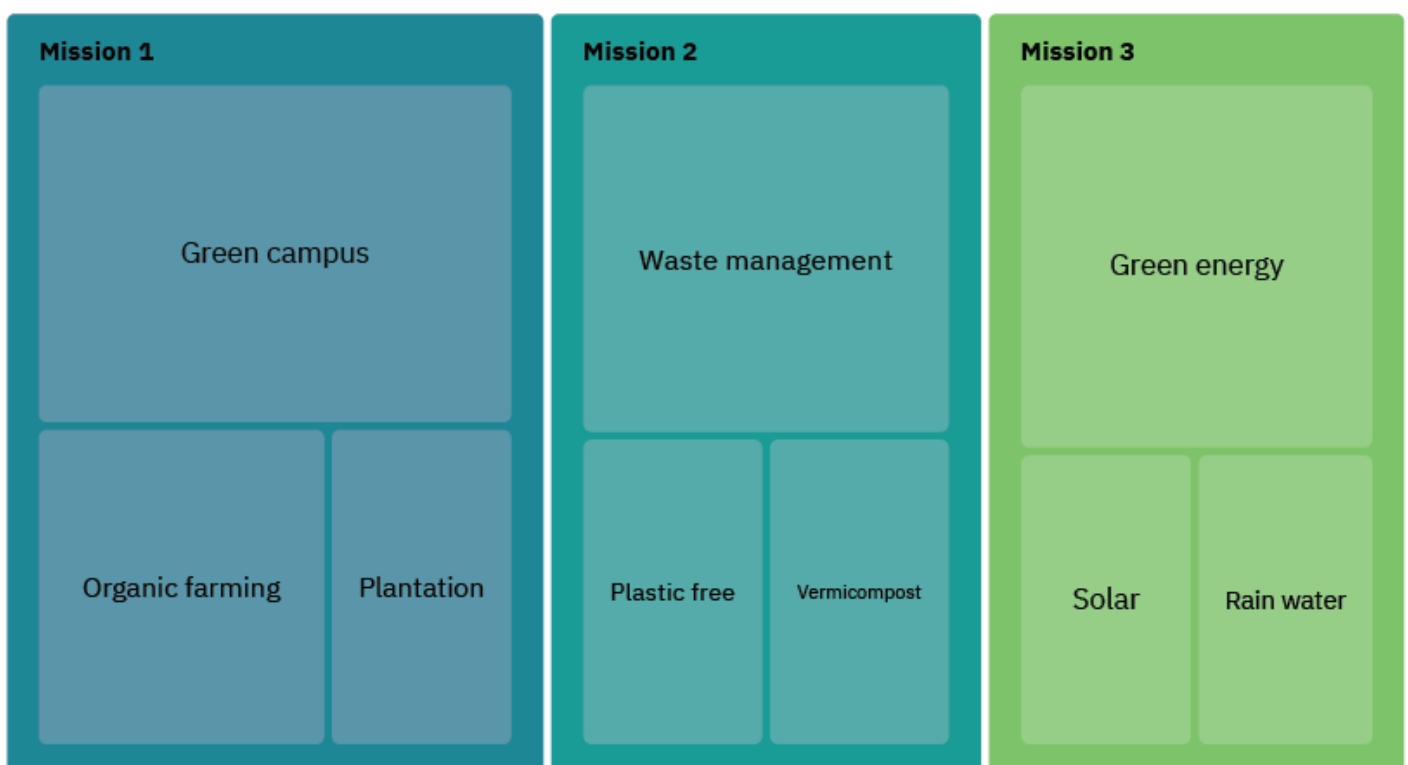 Mission 1
Green campus
Organic farming
Plantation
Mission 2
Waste management
Plastic free
Vermicompost
Mission 3
Green energy
Solar
Rain water